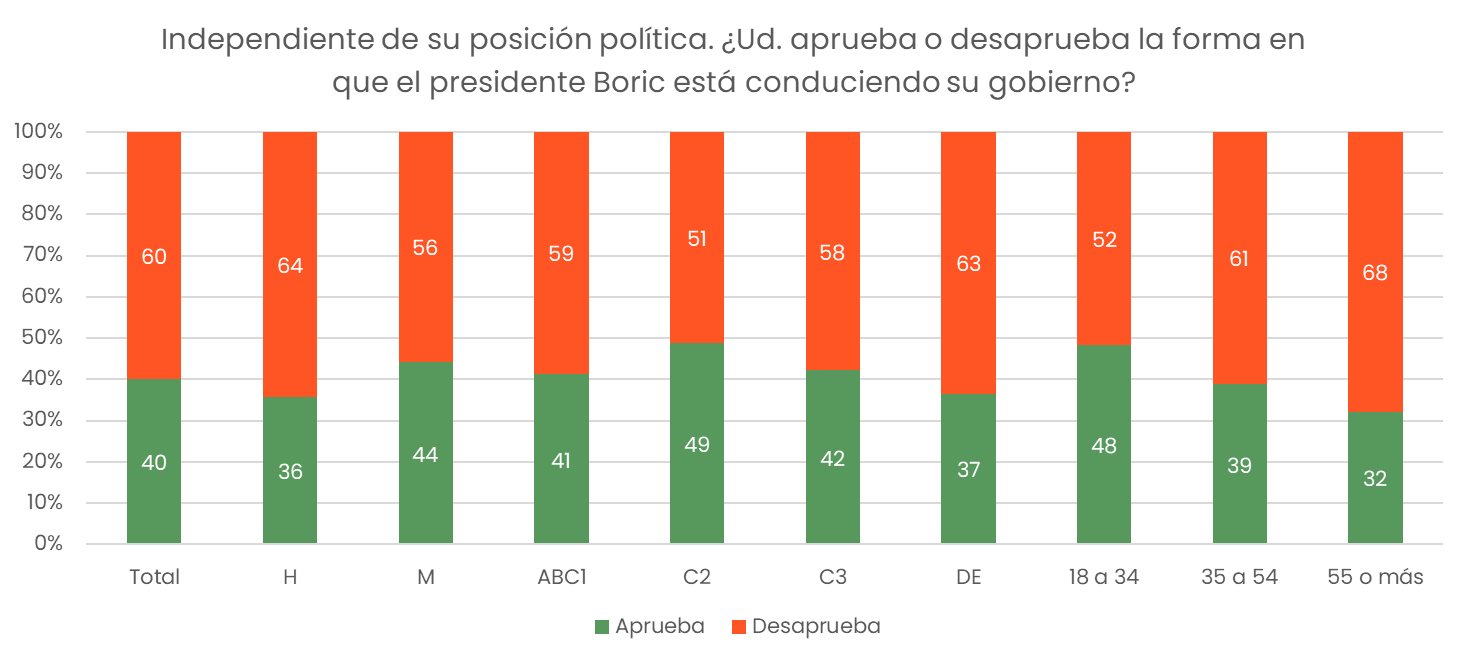 Independiente de su posición política. ¿Ud. aprueba o desaprueba la forma en
que el presidente Boric está conduciendo su gobierno?
100%
90%
80%
70%
60%
50%
40%
30%
20%
10%
0%
60 64 56 59 51 58 63 52 61 68
40 36 44 41 49 42 37 48 39 32
Total H M ABC1 C2 C3 DE 18 a 34 35 a 54 55 o más
Aprueba Desaprueba